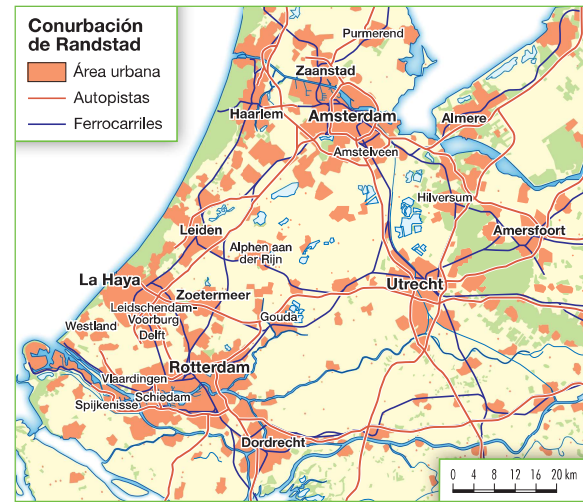 Conurbación
de Randstad
Área urbana
Autopistas
Ferrocarriles
Purmerend
Zaanstad
Haarlem
Amsterdam
Almere
Amstelveen
Hilversum
Leiden
Amersfoort
Alphen aan
der Rijn
La Haya
Zoetermeer
Utrecht
Leidschendam-
Voorburg
Gouda
Westland
Delft
Rotterdam
Vlaardingen
Schiedam
Spijkenisse
Dordrecht
0 4 8 12 16 20 km